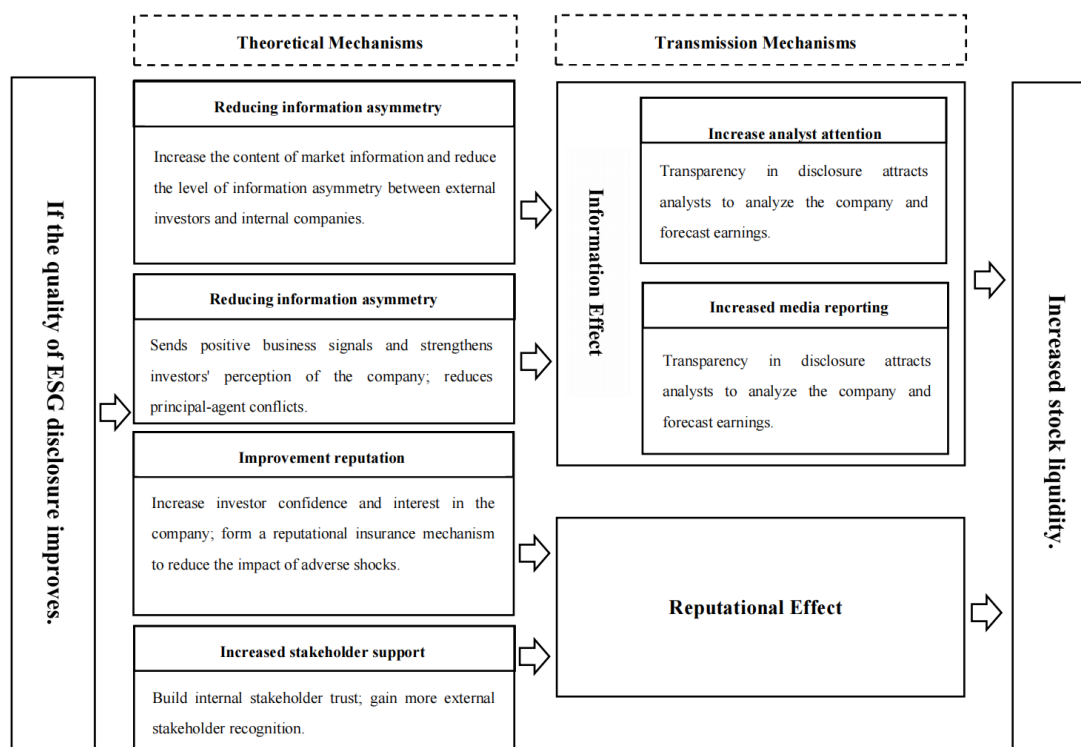 Theoretical Mechanisms
Transmission Mechanisms
If the quality of ESG disclosure improves.
Reducing information asymmetry
Increase the content of market information and reduce
the level of information asymmetry between external
investors and internal companies.
Reducing information asymmetry
Sends positive business signals and strengthens
investors' perception of the company; reduces
principal-agent conflicts.
Improvement reputation
Increase investor confidence and interest in the
company; form a reputational insurance mechanism
to reduce the impact of adverse shocks.
Increased stakeholder support
Build internal stakeholder trust; gain more external
stakeholder recognition.
Information Effect
Increase analyst attention
Transparency in disclosure attracts
analysts to analyze the company and
forecast earnings.
Increased media reporting
Transparency in disclosure attracts
analysts to analyze the company and
forecast earnings.
Reputational Effect
Increased stock liquidity.